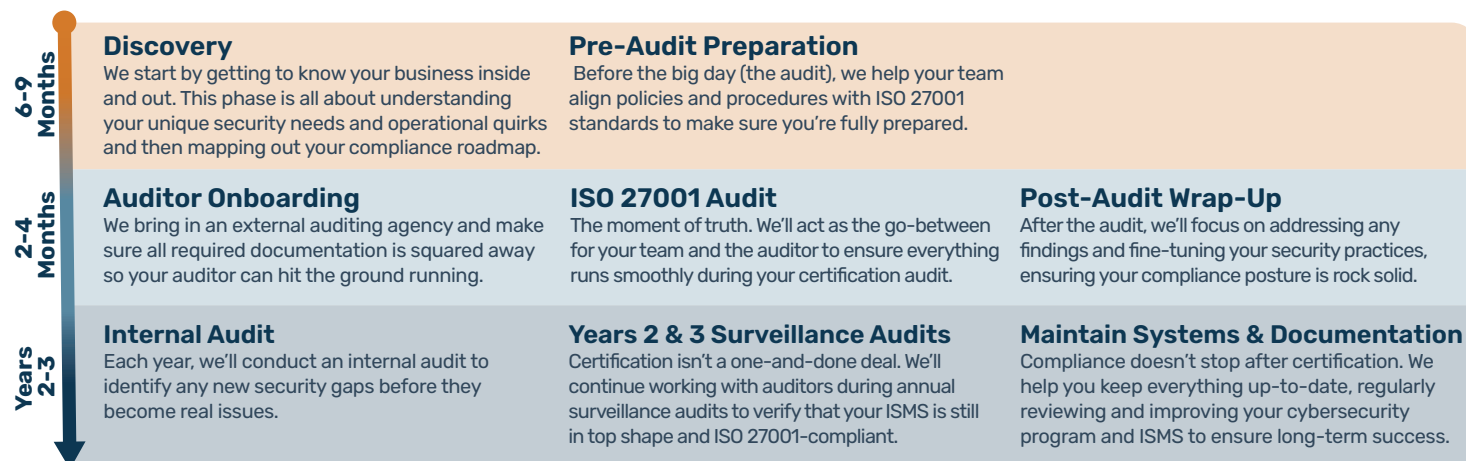 6-9
Months
Discovery
We start by getting to know your business inside
and out. This phase is all about understanding
your unique security needs and operational quirks
and then mapping out your compliance roadmap.
Pre-Audit Preparation
Before the big day (the audit), we help your team
align policies and procedures with ISO 27001
standards to make sure you’re fully prepared.
2-4
Months
Auditor Onboarding
We bring in an external auditing agency and make
sure all required documentation is squared away
so your auditor can hit the ground running.
ISO 27001 Audit
The moment of truth. We’ll act as the go-between
for your team and the auditor to ensure everything
runs smoothly during your certification audit.
Post-Audit Wrap-Up
After the audit, we’ll focus on addressing any
findings and fine-tuning your security practices,
ensuring your compliance posture is rock solid.
Years
2-3
Internal Audit
Each year, we’ll conduct an internal audit to
identify any new security gaps before they
become real issues.
Years 2 & 3 Surveillance Audits
Certification isn’t a one-and-done deal. We’ll
continue working with auditors during annual
surveillance audits to verify that your ISMS is still
in top shape and ISO 27001-compliant.
Maintain Systems & Documentation
Compliance doesn’t stop after certification. We
help you keep everything up-to-date, regularly
reviewing and improving your cybersecurity
program and ISMS to ensure long-term success.